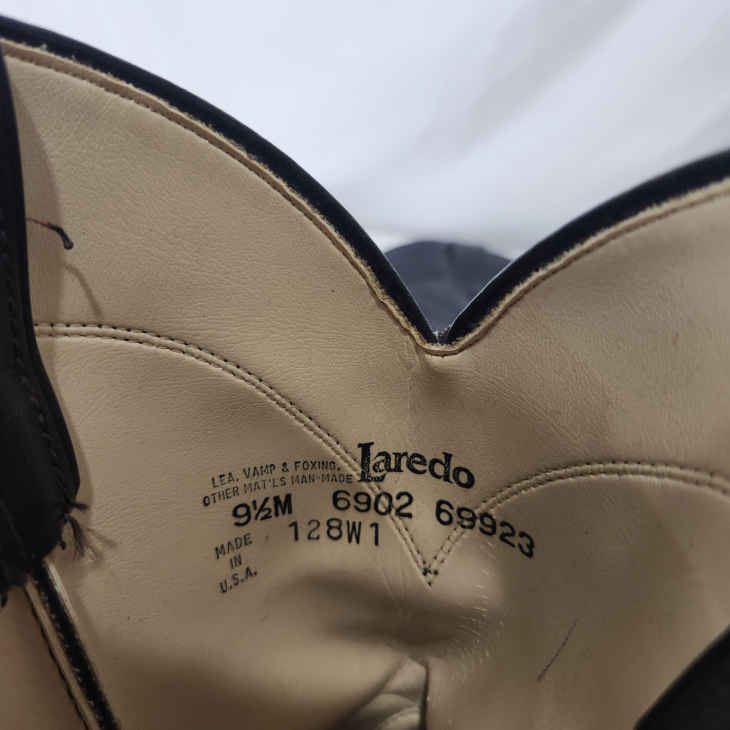 Laredo
LEA. VAMP & FOXING.
OTHER MAT'LS MAN-MADE
9½M 6902 69923
128W1
MADE
IN
U.S.A.